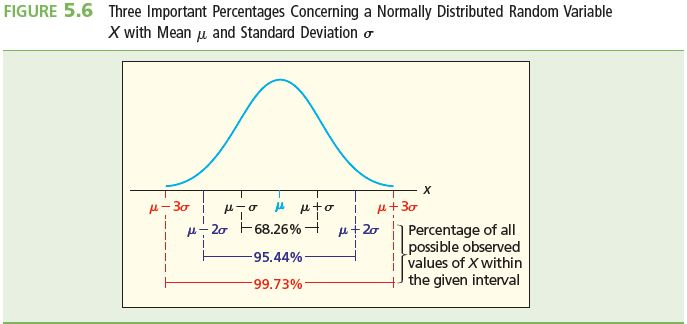 FIGURE 5.6 Three Important Percentages Concerning a Normally Distributed Random Variable
X with Mean μ and Standard Deviation σ
X
μ − 3σ μ − σ μ μ + σ μ + 3σ
μ − 2σ 68.26% μ + 2σ
95.44%
99.73%
Percentage of all
possible observed
values of X within
the given interval